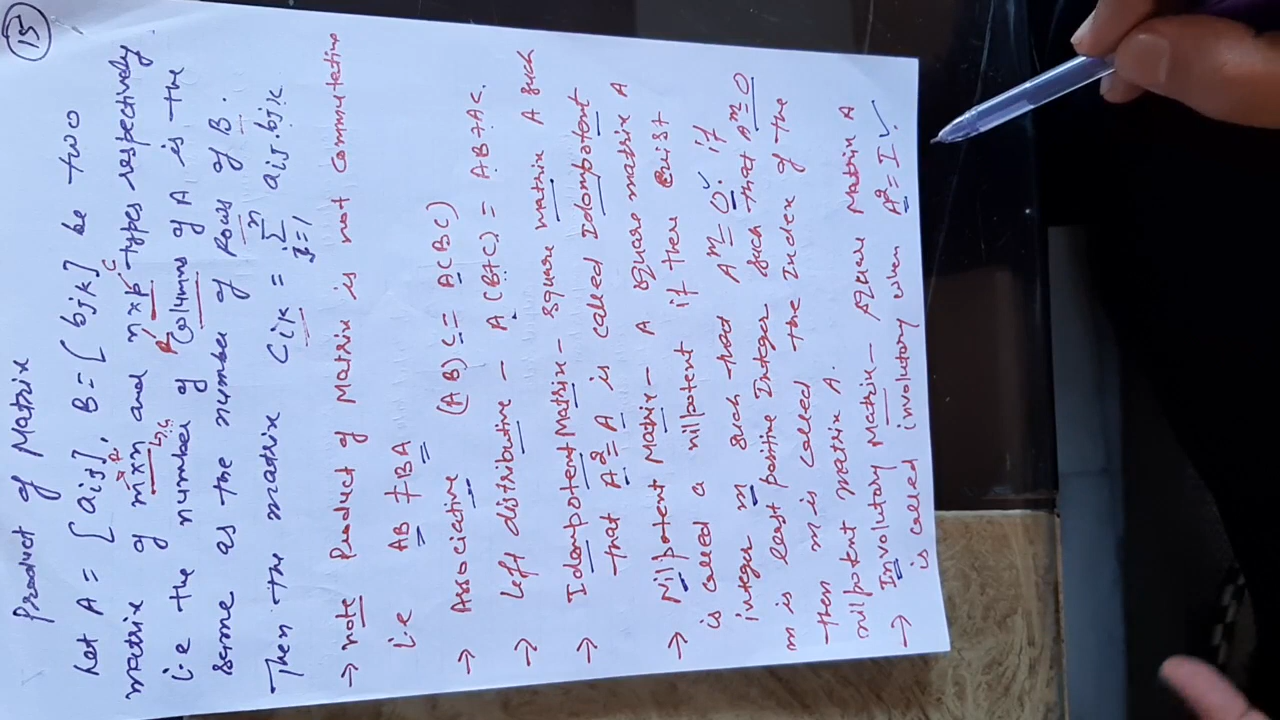 15
Product of Matrix
Let A = [aij], B = [bjk] be two
matrix of m×n and n×p types respectively.
i.e the number of Columns of A, is the
same as the number of Rows of B.
Then the matrix Cik = n∑j=1 aij.bjk
→ note Product of Matrix is not Commutative
i.e AB ≠ BA
→ Associative (AB)C = A(BC)
→ Left distributive - A(B+C) = AB+AC.
→ Idempotent Matrix - square matrix A such
that A² = A is called Idempotent
→ Nilpotent Matrix - A square matrix A
is called a nilpotent if there Exist
integer m such that A^m = 0. if
m is least positive Integer such that A^m = 0
then m is called the Index of the
nilpotent matrix A.
→ Involutary Matrix - square Matrix A
is called involutory when A² = I.